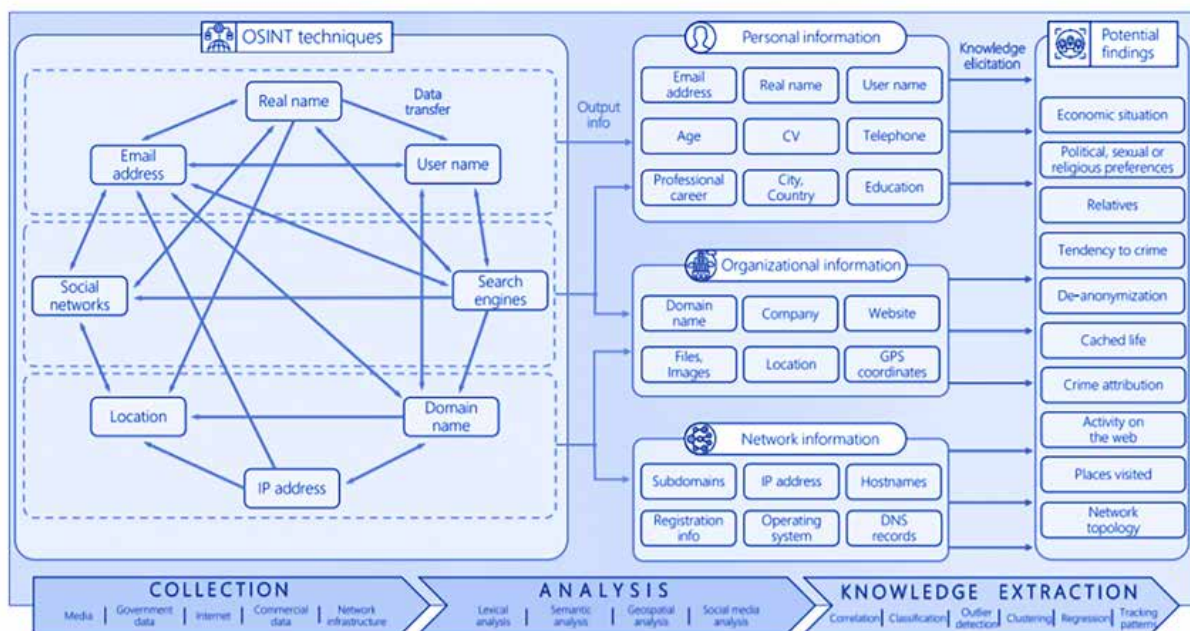 OSINT techniques
Real name
Data
transfer
Email
address
User name
Social
networks
Search
engines
Location
Domain
name
IP address
Output
info
Personal information
Email
address
Real name
User name
Age
CV
Telephone
Professional
career
City,
Country
Education
Organizational information
Domain
name
Company
Website
Files,
Images
Location
GPS
coordinates
Network information
Subdomains
IP address
Hostnames
Registration
info
Operating
system
DNS
records
Knowledge
elicitation
Potential
findings
Economic situation
Political, sexual or
religious preferences
Relatives
Tendency to crime
De-anonymization
Cached life
Crime attribution
Activity on
the web
Places visited
Network
topology
COLLECTION
Media
Government
data
Internet
Commercial
data
Network
infrastructure
ANALYSIS
Lexical
analysis
Semantic
analysis
Geospatial
analysis
Social media
analysis
KNOWLEDGE EXTRACTION
Correlation
Classification
Outlier
detection
Clustering
Regression
Tracking
patterns